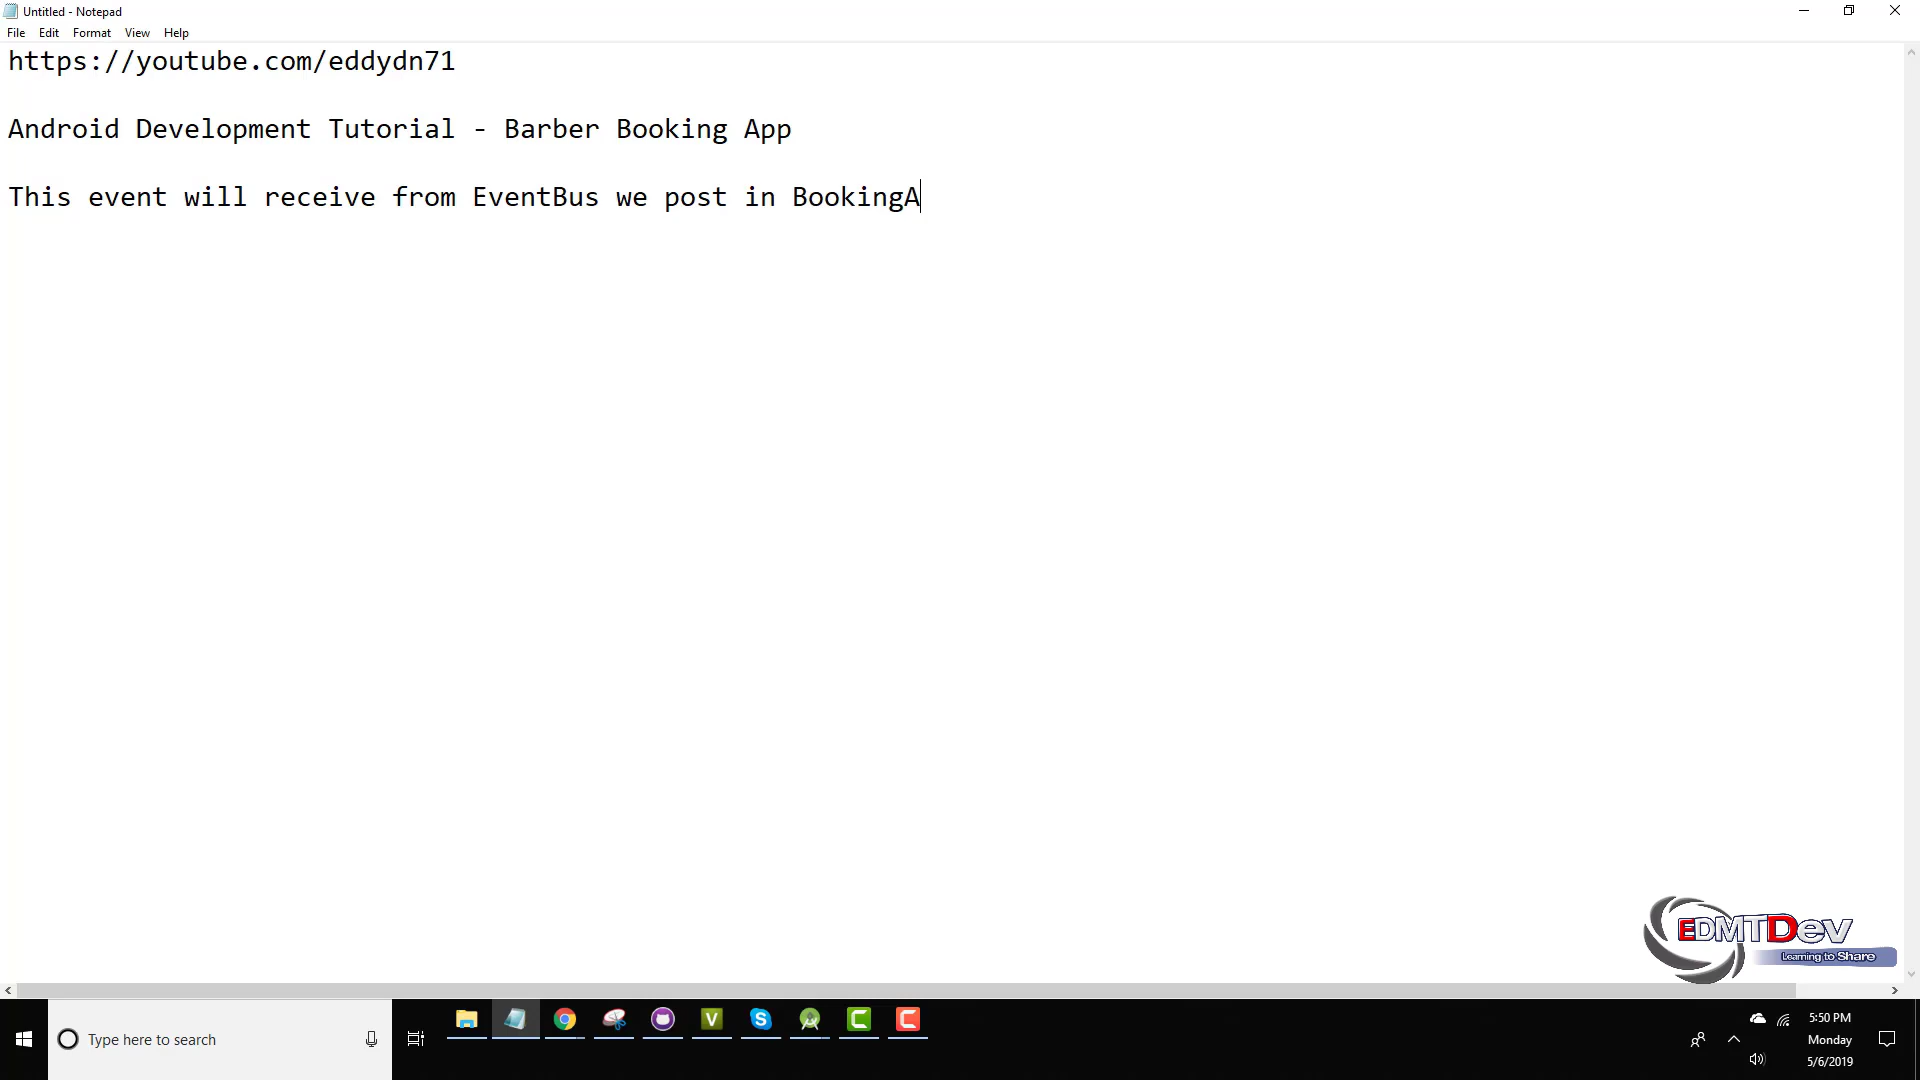 Untitled - Notepad
File Edit Format View Help
https://youtube.com/eddydn71
Android Development Tutorial - Barber Booking App
This event will receive from EventBus we post in BookingA
EDMTDev
Learning to Share
Type here to search
5:50 PM
Monday
5/6/2019